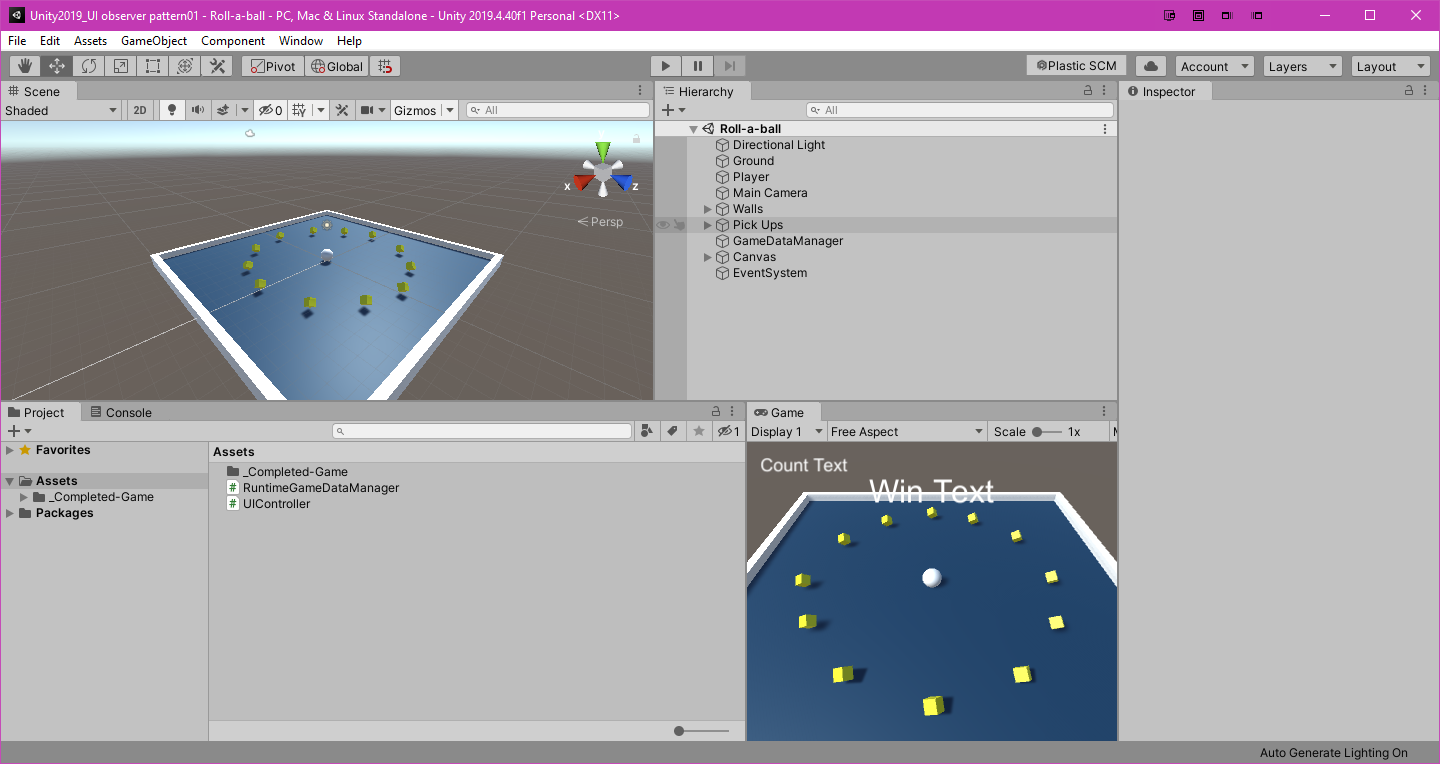 Unity2019_UI observer pattern01 - Roll-a-ball - PC, Mac & Linux Standalone - Unity 2019.4.40f1 Personal <DX11>
File Edit Assets GameObject Component Window Help
Pivot Global Plastic SCM Account Layers Layout
Scene
Shaded 2D 0 Gizmos All
x z
Persp
Hierarchy
All
Roll-a-ball
Directional Light
Ground
Player
Main Camera
Walls
Pick Ups
GameDataManager
Canvas
EventSystem
Inspector
Project Console
1
Favorites
Assets
_Completed-Game
Packages
Assets
_Completed-Game
RuntimeGameDataManager
UIController
Game
Display 1 Free Aspect Scale 1x
Count Text
Win Text
Auto Generate Lighting On